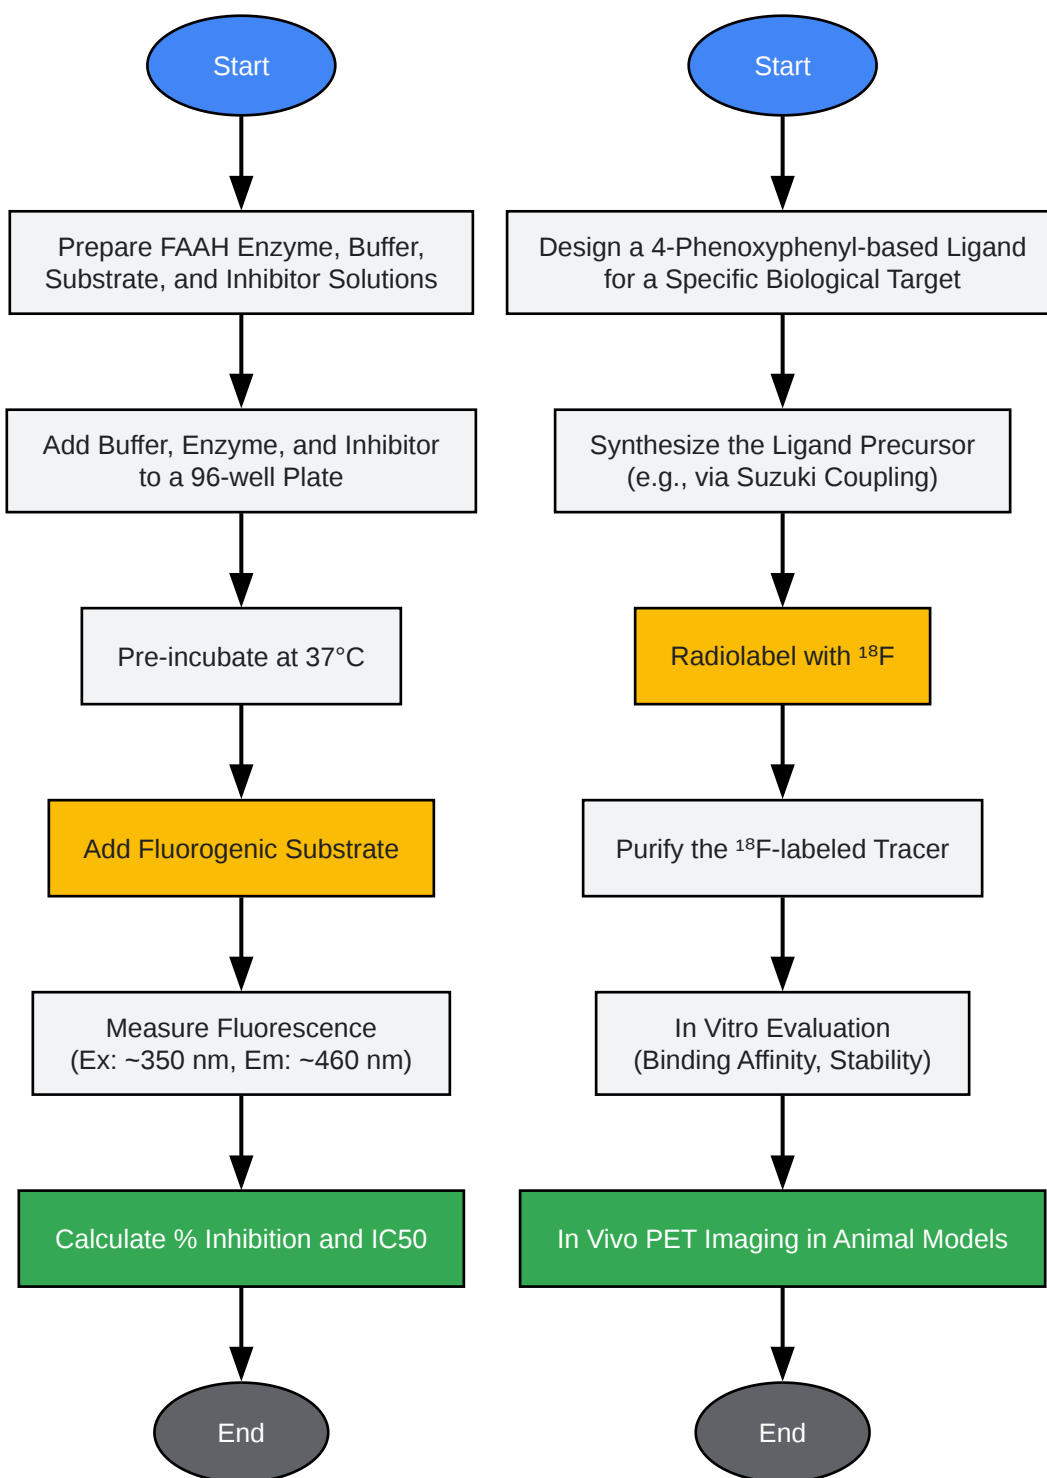 Start
Prepare FAAH Enzyme, Buffer,
Substrate, and Inhibitor Solutions
Add Buffer, Enzyme, and Inhibitor
to a 96-well Plate
Pre-incubate at 37°C
Add Fluorogenic Substrate
Measure Fluorescence
(Ex: ~350 nm, Em: ~460 nm)
Calculate % Inhibition and IC50
End
Start
Design a 4-Phenoxyphenyl-based Ligand
for a Specific Biological Target
Synthesize the Ligand Precursor
(e.g., via Suzuki Coupling)
Radiolabel with ¹⁸F
Purify the ¹⁸F-labeled Tracer
In Vitro Evaluation
(Binding Affinity, Stability)
In Vivo PET Imaging in Animal Models
End